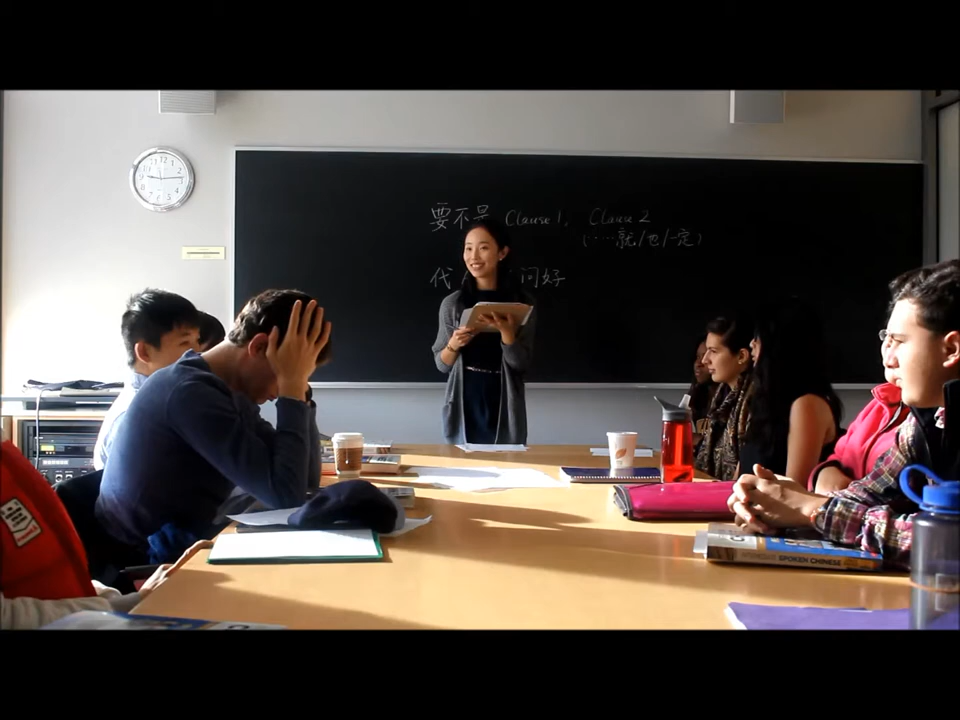 要不是 Clause 1, Clause 2
(……就/也/一定)
代 问好
SPOKEN CHINESE